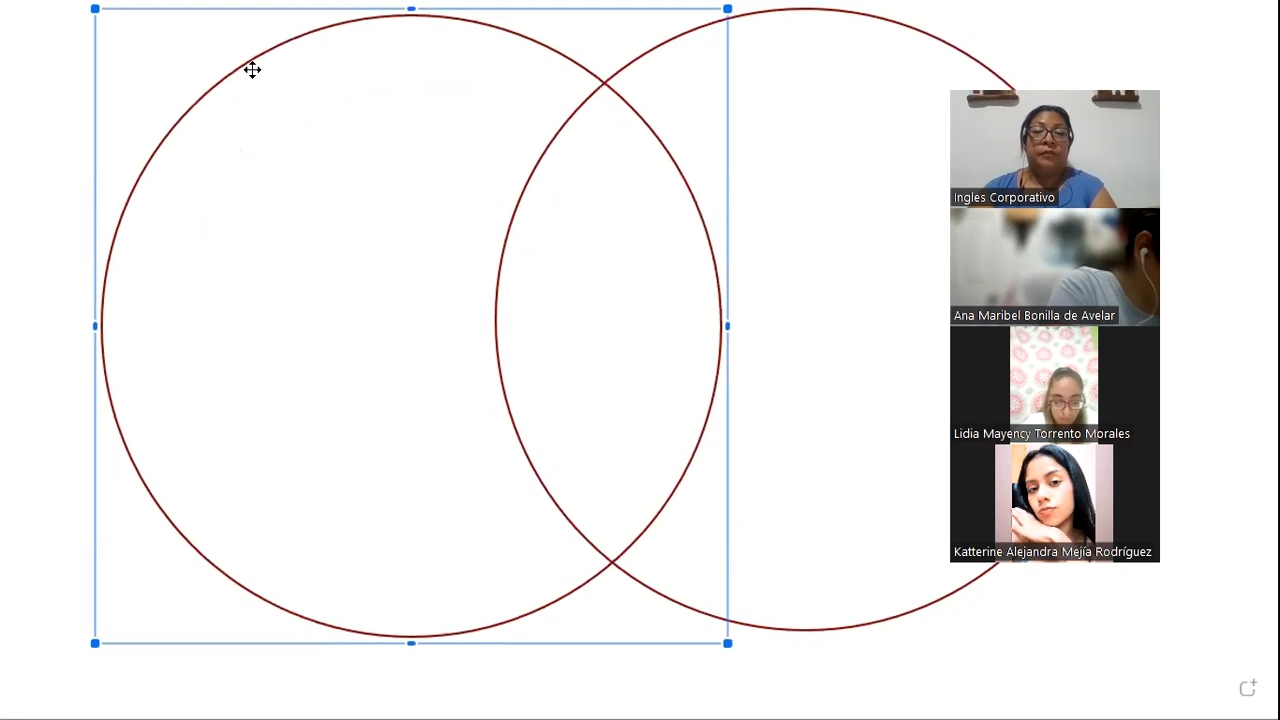 Ingles Corporativo
Ana Maribel Bonilla de Avelar
Lidia Mayency Torrento Morales
Katterine Alejandra Mejía Rodríguez